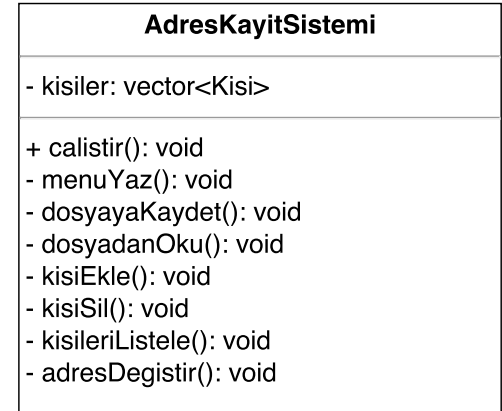 AdresKayitSistemi
- kisiler: vector<Kisi>
+ calistir(): void
- menuYaz(): void
- dosyayaKaydet(): void
- dosyadanOku(): void
- kisiEkle(): void
- kisiSil(): void
- kisileriListele(): void
- adresDegistir(): void